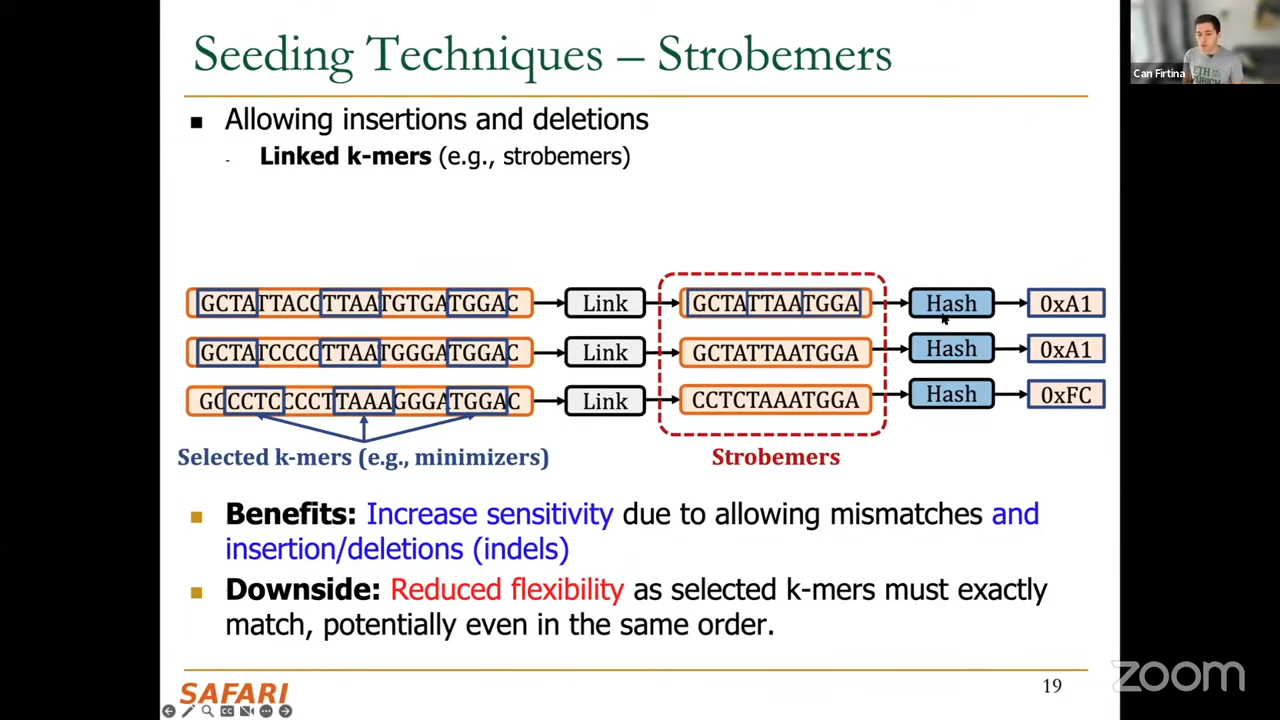 Seeding Techniques – Strobemers
Can Firtina
■ Allowing insertions and deletions
- Linked k-mers (e.g., strobemers)
GCTATTACCTTAATGTGATGGAC Link GCTATTAATGGA Hash 0xA1
GCTATCCCCTTAATGGGATGGAC Link GCTATTAATGGA Hash 0xA1
GCCCTCCCCTTAAAGGGATGGAC Link CCTCTAAATGGA Hash 0xFC
Selected k-mers (e.g., minimizers) Strobemers
■ Benefits: Increase sensitivity due to allowing mismatches and
insertion/deletions (indels)
■ Downside: Reduced flexibility as selected k-mers must exactly
match, potentially even in the same order.
SAFARI
19
zoom